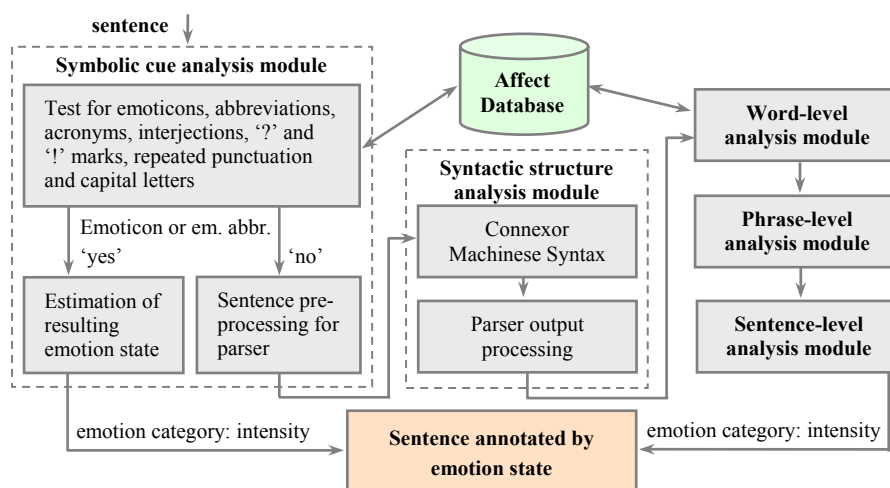 sentence
Symbolic cue analysis module
Test for emoticons, abbreviations,
acronyms, interjections, ‘?’ and
‘!’ marks, repeated punctuation
and capital letters
Emoticon or em. abbr.
‘yes’
‘no’
Estimation of
resulting
emotion state
Sentence pre-
processing for
parser
Affect
Database
Syntactic structure
analysis module
Connexor
Machinese Syntax
Parser output
processing
Word-level
analysis module
Phrase-level
analysis module
Sentence-level
analysis module
emotion category: intensity
Sentence annotated by
emotion state
emotion category: intensity